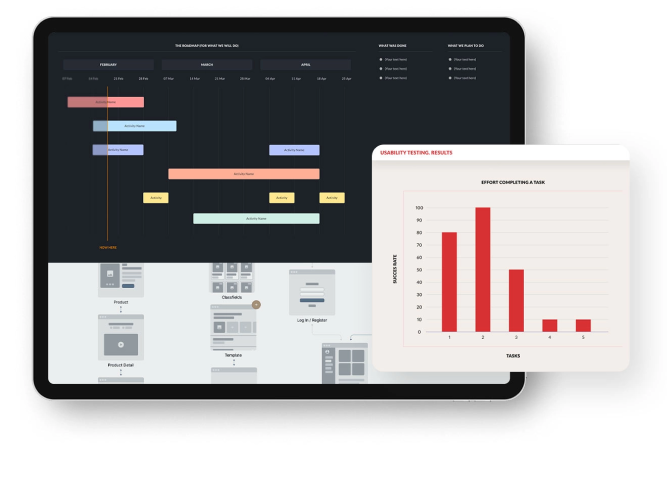 THE ROADMAP (FOR WHAT WE WILL DO)
WHAT WAS DONE
WHAT WE PLAN TO DO
(Your text here)
(Your text here)
(Your text here)
(Your text here)
(Your text here)
(Your text here)
FEBRUARY
MARCH
APRIL
14 Feb 21 Feb 28 Feb 07 Mar 14 Mar 21 Mar 28 Mar 04 Apr 11 Apr 18 Apr 25 Apr
Activity Name
Activity Name
Activity Name
Activity Name
Activity Name
Activity
Activity
Activity
Activity Name
NOW HERE
Product
Classifieds
Log In / Register
Product Detail
Template
USABILITY TESTING. RESULTS
EFFORT COMPLETING A TASK
SUCCES RATE
100
90
80
70
60
50
40
30
20
10
0
1 2 3 4 5
TASKS